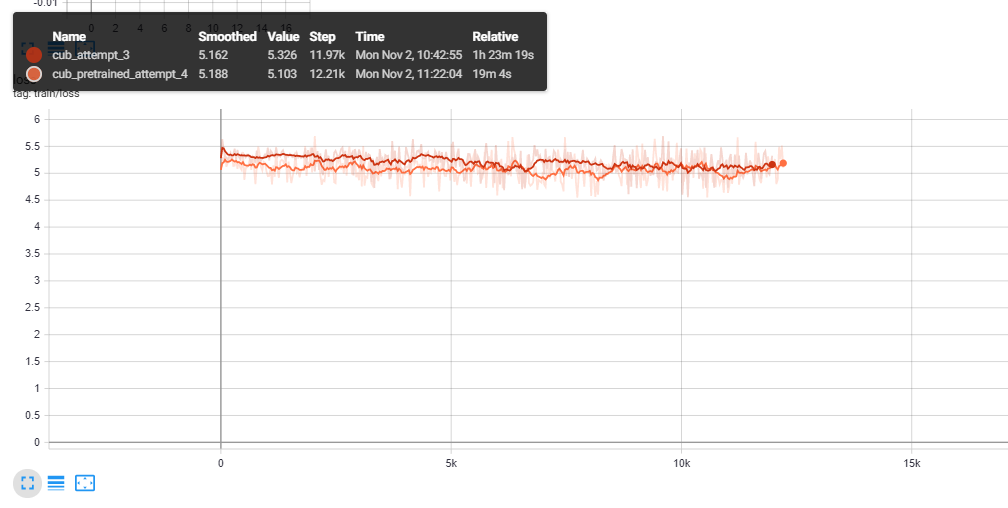 -0.01
0 2 4 6 8 10 12 14 16
Name Smoothed Value Step Time Relative
cub_attempt_3 5.162 5.326 11.97k Mon Nov 2, 10:42:55 1h 23m 19s
cub_pretrained_attempt_4 5.188 5.103 12.21k Mon Nov 2, 11:22:04 19m 4s
tag: train/loss
6
5.5
5
4.5
4
3.5
3
2.5
2
1.5
1
0.5
0
0 5k 10k 15k